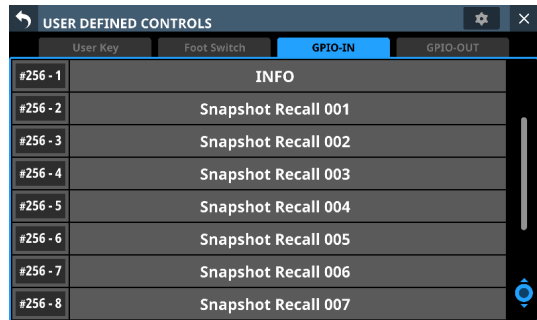 USER DEFINED CONTROLS
User Key Foot Switch GPIO-IN GPIO-OUT
#256 - 1 INFO
#256 - 2 Snapshot Recall 001
#256 - 3 Snapshot Recall 002
#256 - 4 Snapshot Recall 003
#256 - 5 Snapshot Recall 004
#256 - 6 Snapshot Recall 005
#256 - 7 Snapshot Recall 006
#256 - 8 Snapshot Recall 007